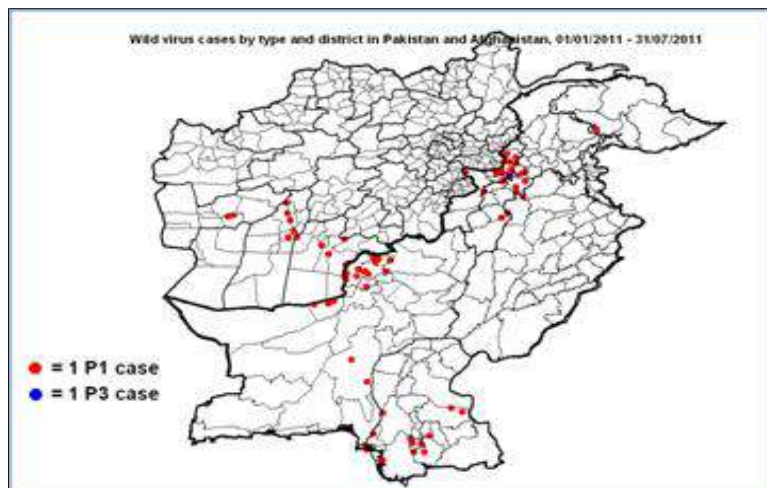 Wild virus cases by type and district in Pakistan and Afghanistan, 01/01/2011 - 31/07/2011
= 1 P1 case
= 1 P3 case